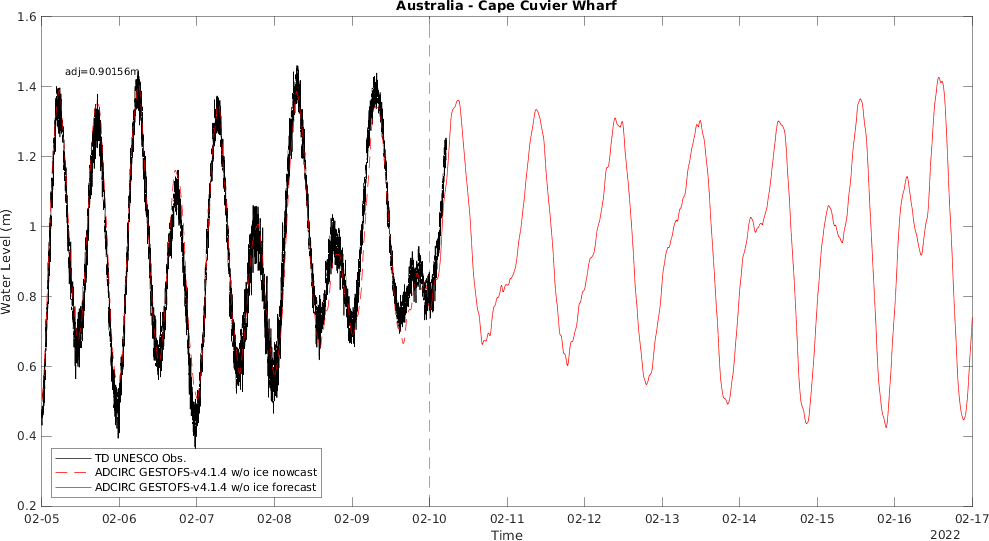 Australia - Cape Cuvier Wharf
1.6
1.4
1.2
1
0.8
0.6
0.4
0.2
Water Level (m)
adj=0.90156m
TD UNESCO Obs.
ADCIRC GESTOFS-v4.1.4 w/o ice nowcast
ADCIRC GESTOFS-v4.1.4 w/o ice forecast
02-05 02-06 02-07 02-08 02-09 02-10 02-11 02-12 02-13 02-14 02-15 02-16 02-17
Time
2022